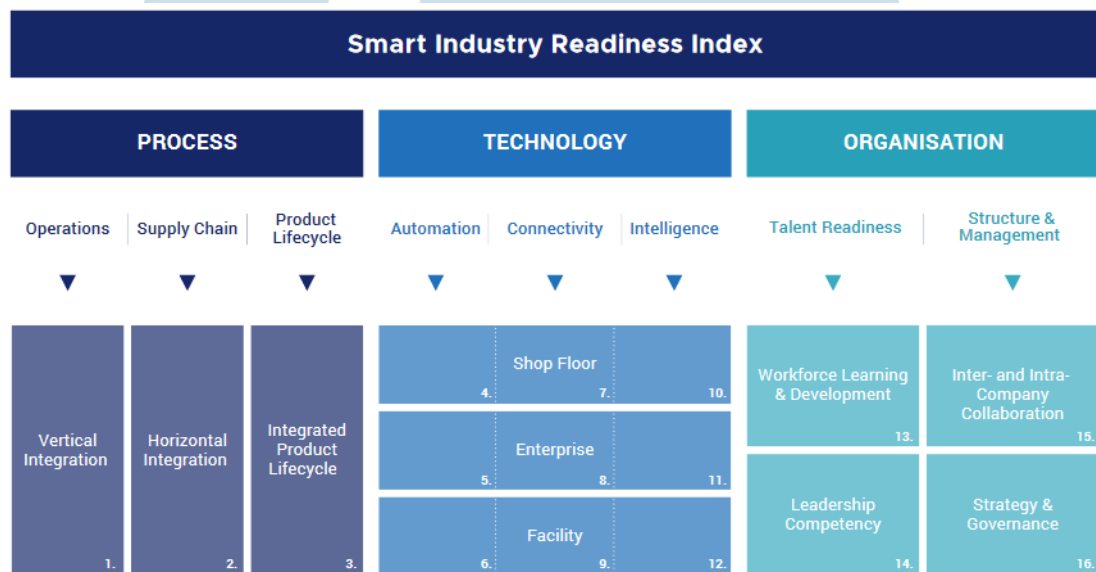 Smart Industry Readiness Index
PROCESS
TECHNOLOGY
ORGANISATION
Operations
Supply Chain
Product
Lifecycle
Automation
Connectivity
Intelligence
Talent Readiness
Structure &
Management
Vertical
Integration
1.
Horizontal
Integration
2.
Integrated
Product
Lifecycle
3.
Shop Floor
4.
7.
10.
Enterprise
5.
8.
11.
Facility
6.
9.
12.
Workforce Learning
& Development
13.
Inter- and Intra-
Company
Collaboration
15.
Leadership
Competency
14.
Strategy &
Governance
16.